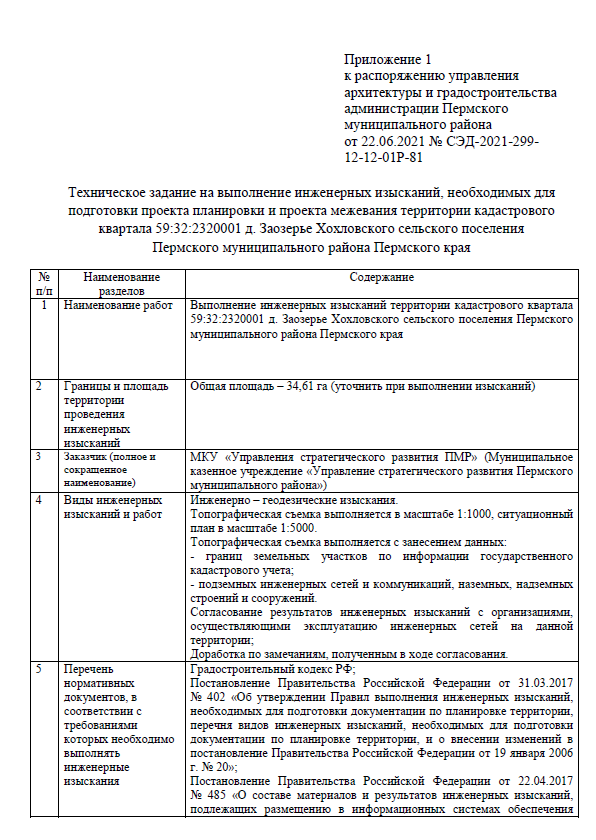 Приложение 1
к распоряжению управления
архитектуры и градостроительства
администрации Пермского
муниципального района
от 22.06.2021 № СЭД-2021-299-
12-12-01Р-81
Техническое задание на выполнение инженерных изысканий, необходимых для
подготовки проекта планировки и проекта межевания территории кадастрового
квартала 59:32:2320001 д. Заозерье Хохловского сельского поселения
Пермского муниципального района Пермского края
№
п/п
Наименование
разделов
Содержание
1
Наименование работ
Выполнение инженерных изысканий территории кадастрового квартала
59:32:2320001 д. Заозерье Хохловского сельского поселения Пермского
муниципального района Пермского края
2
Границы и площадь
территории
проведения
инженерных
изысканий
Общая площадь – 34,61 га (уточнить при выполнении изысканий)
3
Заказчик (полное и
сокращенное
наименование)
МКУ «Управления стратегического развития ПМР» (Муниципальное
казенное учреждение «Управление стратегического развития Пермского
муниципального района»)
4
Виды инженерных
изысканий и работ
Инженерно – геодезические изыскания.
Топографическая съемка выполняется в масштабе 1:1000, ситуационный
план в масштабе 1:5000.
Топографическая съемка выполняется с занесением данных:
- границ земельных участков по информации государственного
кадастрового учета;
- подземных инженерных сетей и коммуникаций, наземных, надземных
строений и сооружений.
Согласование результатов инженерных изысканий с организациями,
осуществляющими эксплуатацию инженерных сетей на данной
территории;
Доработка по замечаниям, полученным в ходе согласования.
5
Перечень
нормативных
документов, в
соответствии с
требованиями
которых необходимо
выполнять
инженерные
изыскания
Градостроительный кодекс РФ;
Постановление Правительства Российской Федерации от 31.03.2017
№ 402 «Об утверждении Правил выполнения инженерных изысканий,
необходимых для подготовки документации по планировке территории,
перечня видов инженерных изысканий, необходимых для подготовки
документации по планировке территории, и о внесении изменений в
постановление Правительства Российской Федерации от 19 января 2006
г. № 20»;
Постановление Правительства Российской Федерации от 22.04.2017
№ 485 «О составе материалов и результатов инженерных изысканий,
подлежащих размещению в информационных системах обеспечения